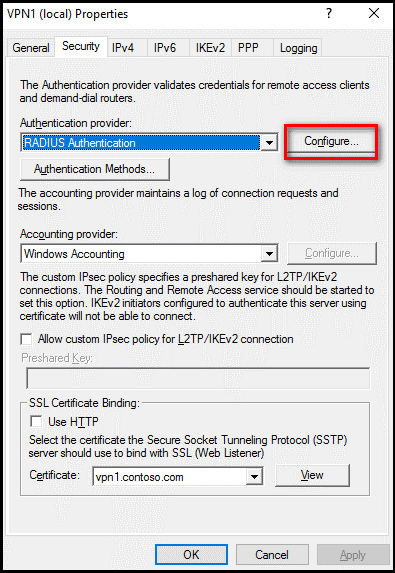 VPN1 (local) Properties
General Security IPv4 IPv6 IKEv2 PPP Logging
The Authentication provider validates credentials for remote access clients
and demand-dial routers.
Authentication provider:
RADIUS Authentication Configure...
Authentication Methods...
The accounting provider maintains a log of connection requests and
sessions.
Accounting provider:
Windows Accounting Configure...
The custom IPsec policy specifies a preshared key for L2TP/IKEv2
connections. The Routing and Remote Access service should be started to
set this option. IKEv2 initiators configured to authenticate this server using
certificate will not be able to connect.
Allow custom IPsec policy for L2TP/IKEv2 connection
Preshared Key:
SSL Certificate Binding:
Use HTTP
Select the certificate the Secure Socket Tunneling Protocol (SSTP)
server should use to bind with SSL (Web Listener)
Certificate: vpn1.contoso.com View
OK Cancel Apply